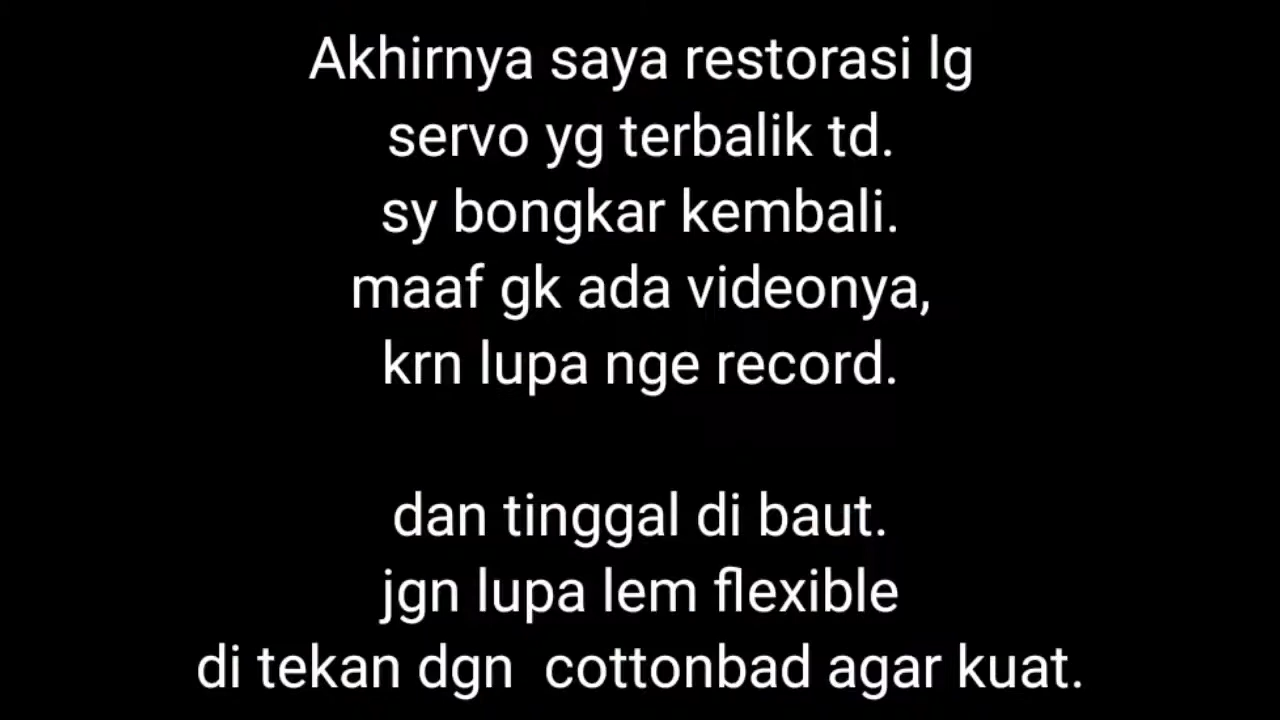 Akhirnya saya restorasi lg
servo yg terbalik td.
sy bongkar kembali.
maaf gk ada videonya,
krn lupa nge record.
dan tinggal di baut.
jgn lupa lem flexible
di tekan dgn  cottonbad agar kuat.